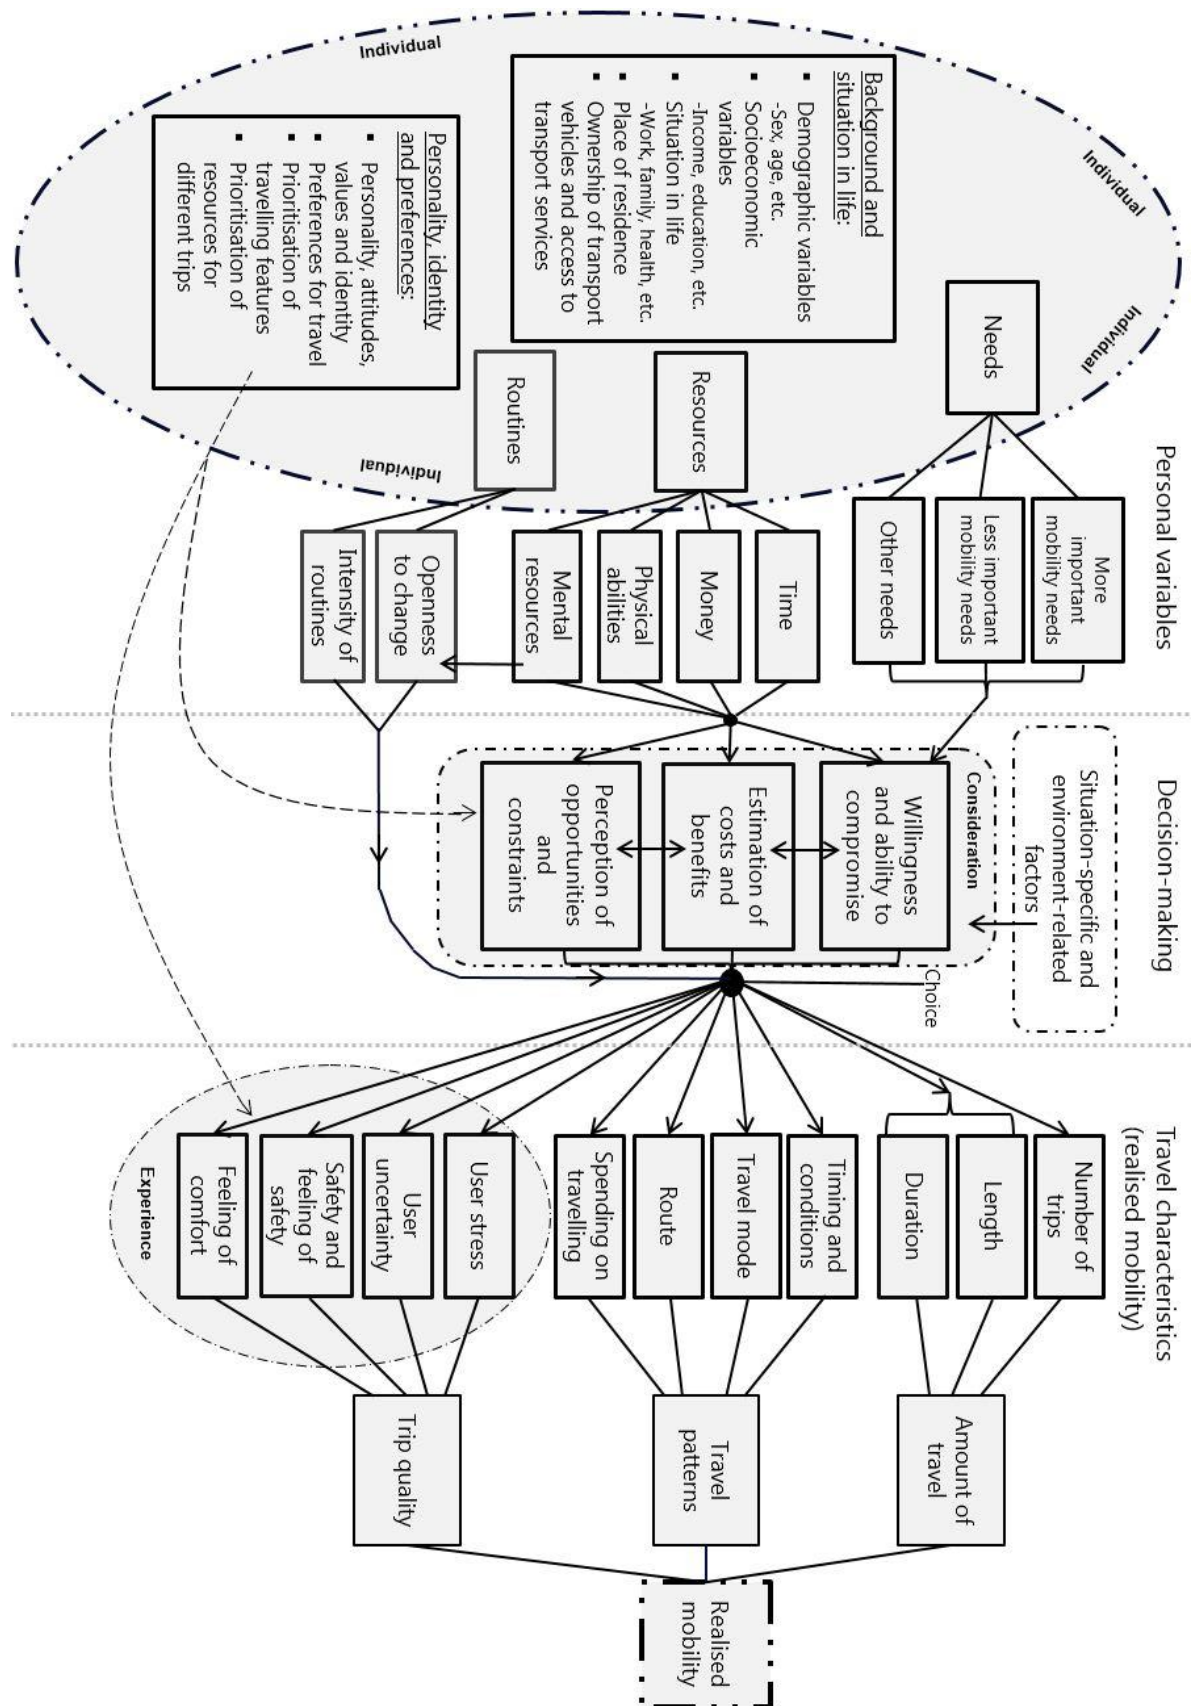 Personal variables
Decision-making
Travel characteristics
(realised mobility)
Individual
Individual
Individual
Individual
Background and
situation in life:
▪ Demographic variables
-Sex, age, etc.
▪ Socioeconomic
variables
-Income, education, etc.
▪ Situation in life
-Work, family, health, etc.
▪ Place of residence
▪ Ownership of transport
vehicles and access to
transport services
Personality, identity
and preferences:
▪ Personality, attitudes,
values and identity
▪ Preferences for travel
▪ Prioritisation of
travelling features
▪ Prioritisation of
resources for
different trips
Needs
Resources
Routines
More
important
mobility needs
Less important
mobility needs
Other needs
Time
Money
Physical
abilities
Mental
resources
Openness
to change
Intensity of
routines
Situation-specific and
environment-related
factors
Consideration
Willingness
and ability to
compromise
Estimation of
costs and
benefits
Perception of
opportunities
and
constraints
Choice
Number of
trips
Length
Duration
Timing and
conditions
Travel mode
Route
Spending on
travelling
User stress
User
uncertainty
Safety and
feeling of
safety
Feeling of
comfort
Experience
Amount of
travel
Travel
patterns
Trip quality
Realised
mobility